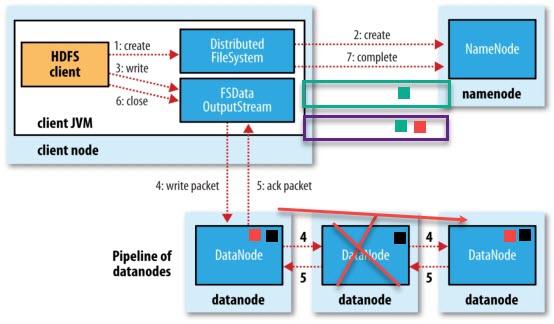 1: create
HDFS
client
3: write
6: close
Distributed
FileSystem
FSData
OutputStream
2: create
7: complete
NameNode
namenode
client JVM
client node
4: write packet
5: ack packet
Pipeline of
datanodes
DataNode
datanode
4
5
DataNode
datanode
4
5
DataNode
datanode